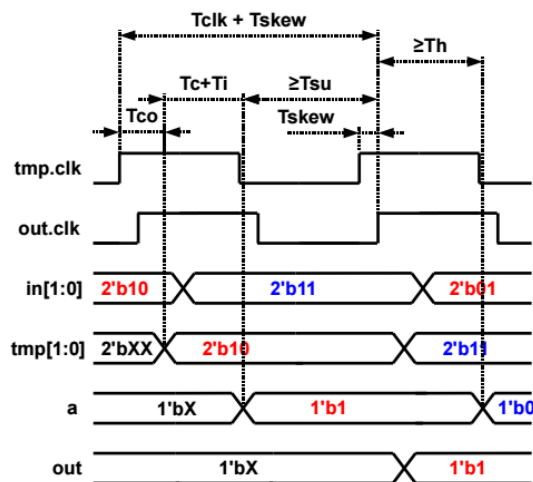 Tclk + Tskew
≥Th
Tc+Ti
≥Tsu
Tco
Tskew
tmp.clk
out.clk
in[1:0] 2'b10 2'b11 2'b01
tmp[1:0] 2'bXX 2'b10 2'b11
a 1'bX 1'b1 1'b0
out 1'bX 1'b1